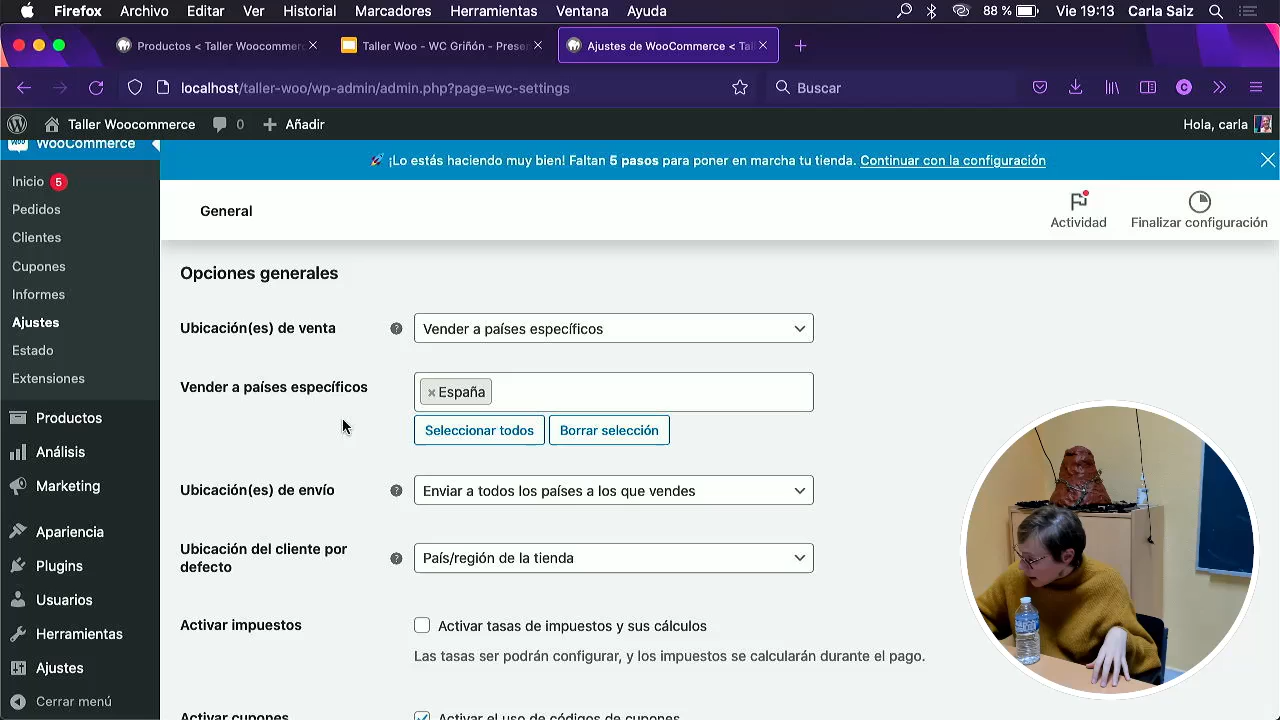 Firefox Archivo Editar Ver Historial Marcadores Herramientas Ventana Ayuda 88 % Vie 19:13 Carla Saiz
Productos < Taller Woocommerc
Taller Woo - WC Griñón - Prese
Ajustes de WooCommerce < Tal
localhost/taller-woo/wp-admin/admin.php?page=wc-settings
Buscar
Taller Woocommerce 0 Añadir Hola, carla
WooCommerce
¡Lo estás haciendo muy bien! Faltan 5 pasos para poner en marcha tu tienda. Continuar con la configuración
Inicio 5
Pedidos
Clientes
Cupones
Informes
Ajustes
Estado
Extensiones
Productos
Análisis
Marketing
Apariencia
Plugins
Usuarios
Herramientas
Ajustes
Cerrar menú
General
Actividad
Finalizar configuración
Opciones generales
Ubicación(es) de venta
Vender a países específicos
Vender a países específicos
× España
Seleccionar todos
Borrar selección
Ubicación(es) de envío
Enviar a todos los países a los que vendes
Ubicación del cliente por
defecto
País/región de la tienda
Activar impuestos
Activar tasas de impuestos y sus cálculos
Las tasas ser podrán configurar, y los impuestos se calcularán durante el pago.
Activar cupones
Activar el uso de códigos de cupones